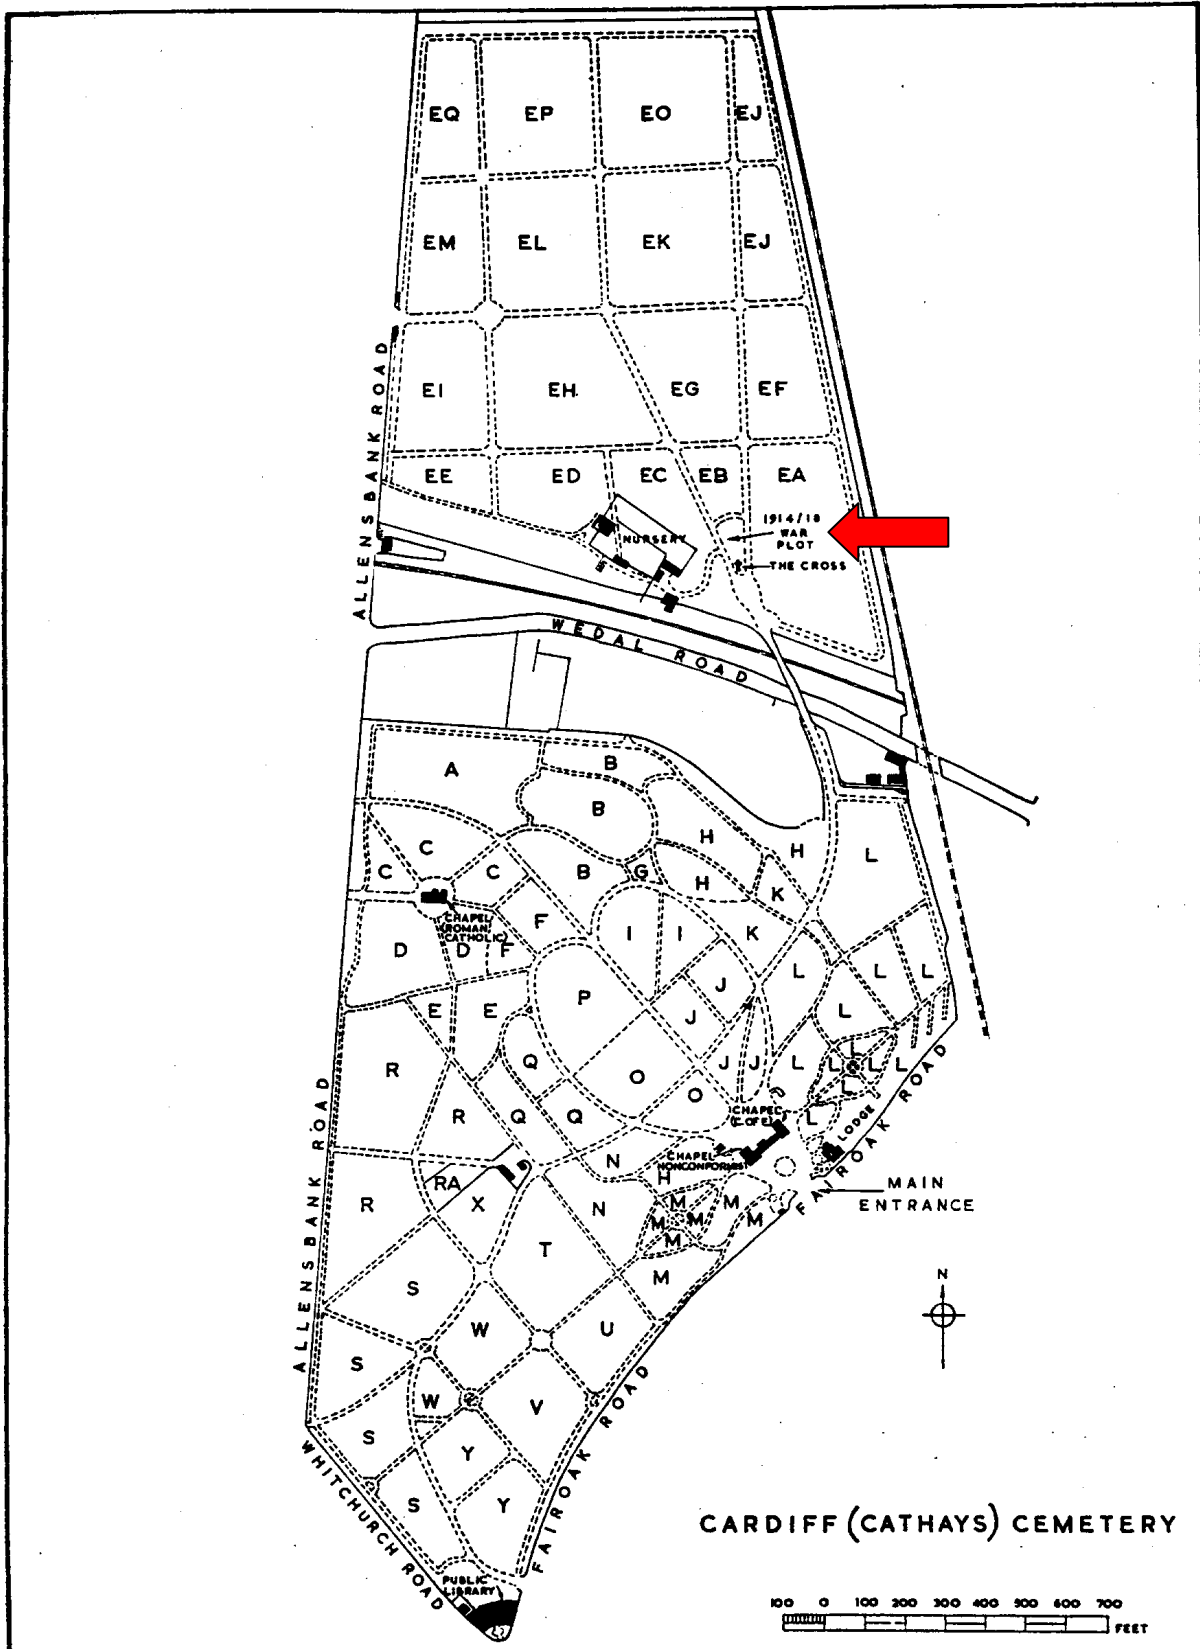 EQ EP EO EJ
EM EL EK EJ
EI EH EG EF
EE ED EC EB EA
ALLENSBANK ROAD
1914/18
WAR
PLOT
NURSERY
THE CROSS
WEDAL ROAD
A B
B
C H H L
C C B G H K
CHAPEL
(ROMAN
CATHOLIC)
D D F F I I K L L L
P J
E E J L
R Q O J J L L L L L
L
R Q Q O
CHAPEL
(C.OFE)
L
LODGE
FAIROAK ROAD
CHAPEL
NONCONFORMIST
N
H
ALLENSBANK ROAD
RA
R X N M M M M M M
MAIN
ENTRANCE
T
M
S
N
W U
S
W V
S
Y
S Y
WHITCHURCH ROAD
FAIROAK ROAD
PUBLIC
LIBRARY
CARDIFF (CATHAYS) CEMETERY
100 0 100 200 300 400 500 600 700
FEET